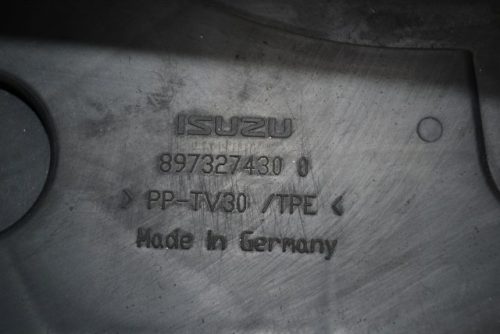 ISUZU
897327430 0
> PP-TV30 /TPE <
Made in Germany